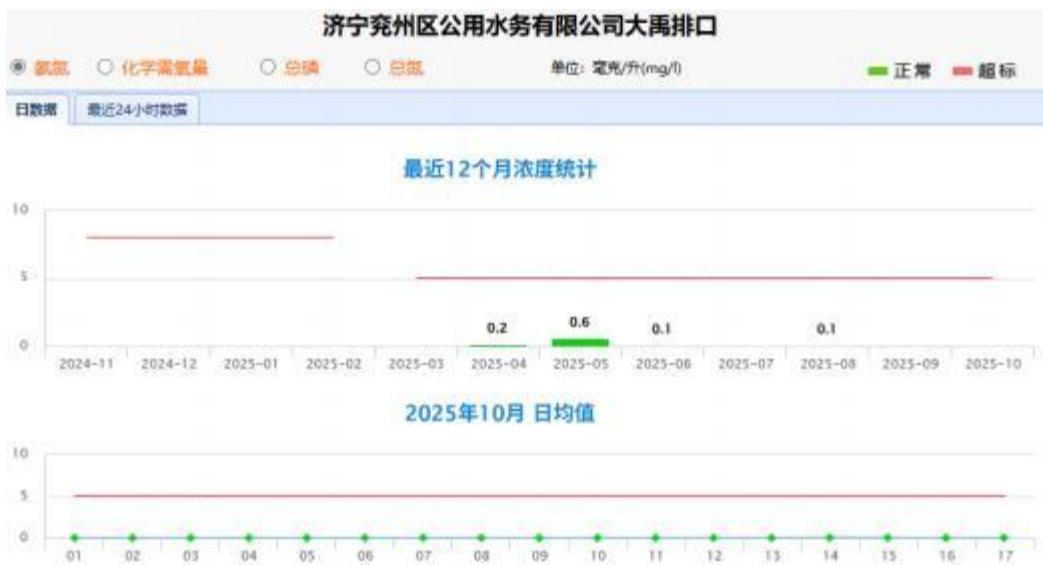 济宁兖州区公用水务有限公司大禹排口
氨氮 化学需氧量 总磷 总氮 单位：毫克/升(mg/l) 正常 超标
日数据 最近24小时数据
最近12个月浓度统计
10
5
0.2 0.6 0.1 0.1
0
2024-11 2024-12 2025-01 2025-02 2025-03 2025-04 2025-05 2025-06 2025-07 2025-08 2025-09 2025-10
2025年10月 日均值
10
5
0
01 02 03 04 05 06 07 08 09 10 11 12 13 14 15 16 17